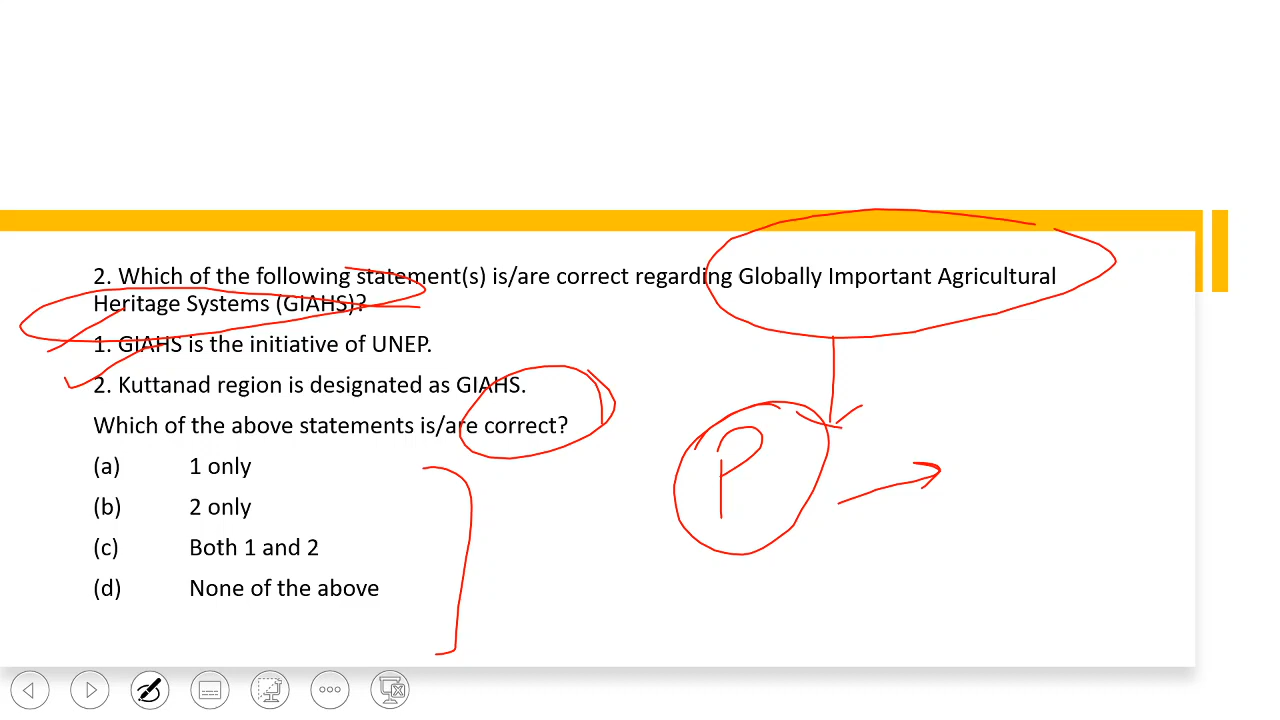 2. Which of the following statement(s) is/are correct regarding Globally Important Agricultural
Heritage Systems (GIAHS)?
1. GIAHS is the initiative of UNEP.
2. Kuttanad region is designated as GIAHS.
Which of the above statements is/are correct?
(a) 1 only
(b) 2 only
(c) Both 1 and 2
(d) None of the above
P